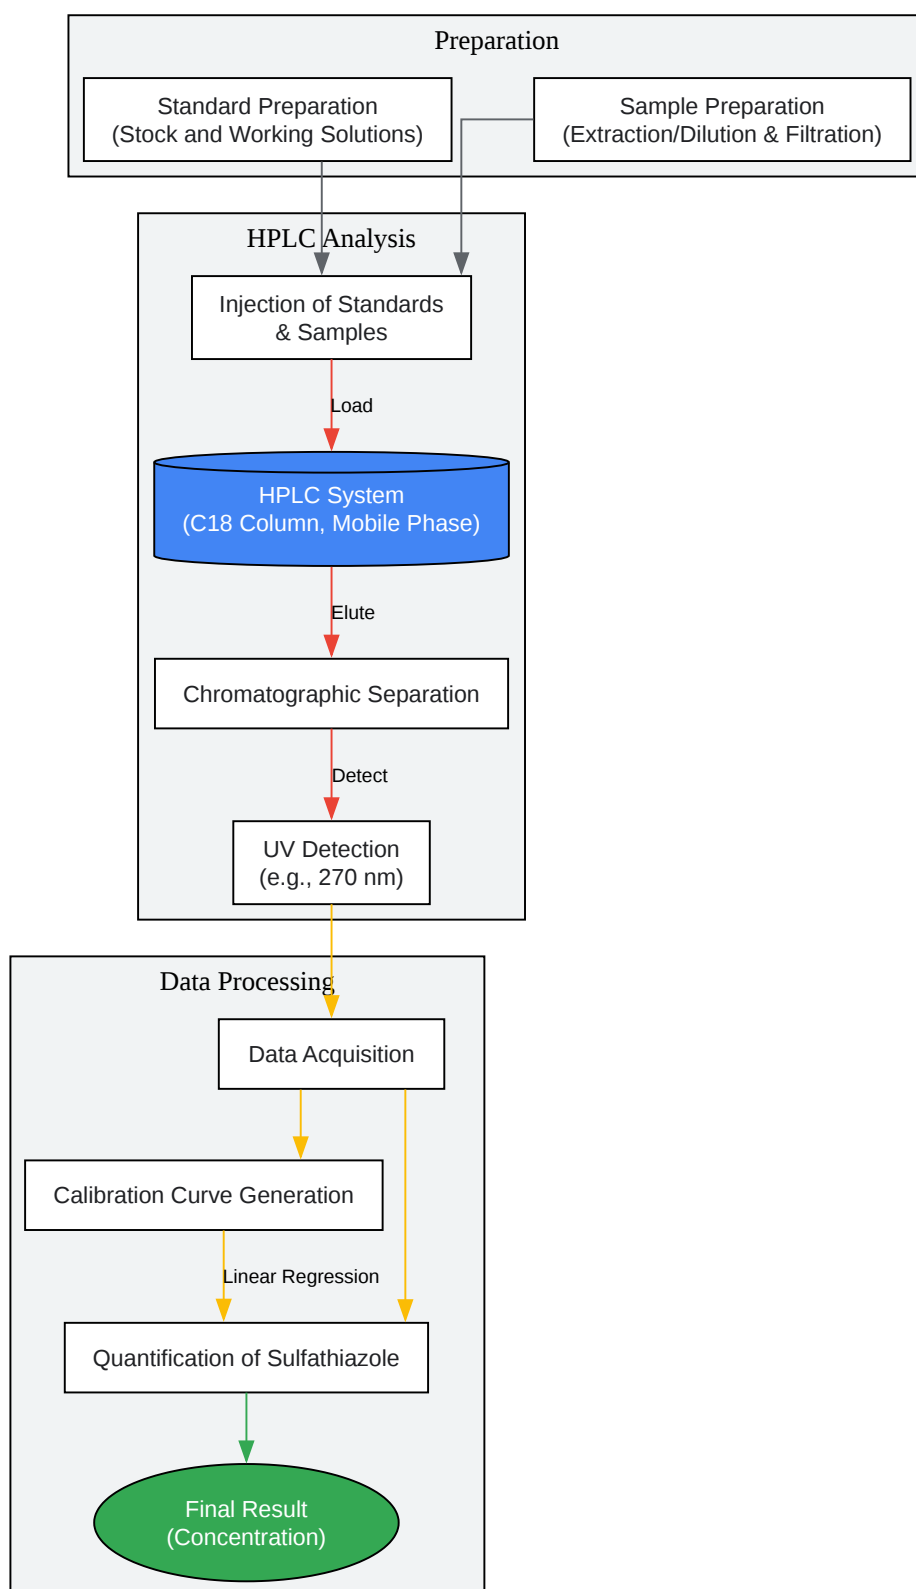 Preparation
Standard Preparation
(Stock and Working Solutions)
Sample Preparation
(Extraction/Dilution & Filtration)
HPLC Analysis
Injection of Standards
& Samples
Load
HPLC System
(C18 Column, Mobile Phase)
Elute
Chromatographic Separation
Detect
UV Detection
(e.g., 270 nm)
Data Processing
Data Acquisition
Calibration Curve Generation
Linear Regression
Quantification of Sulfathiazole
Final Result
(Concentration)